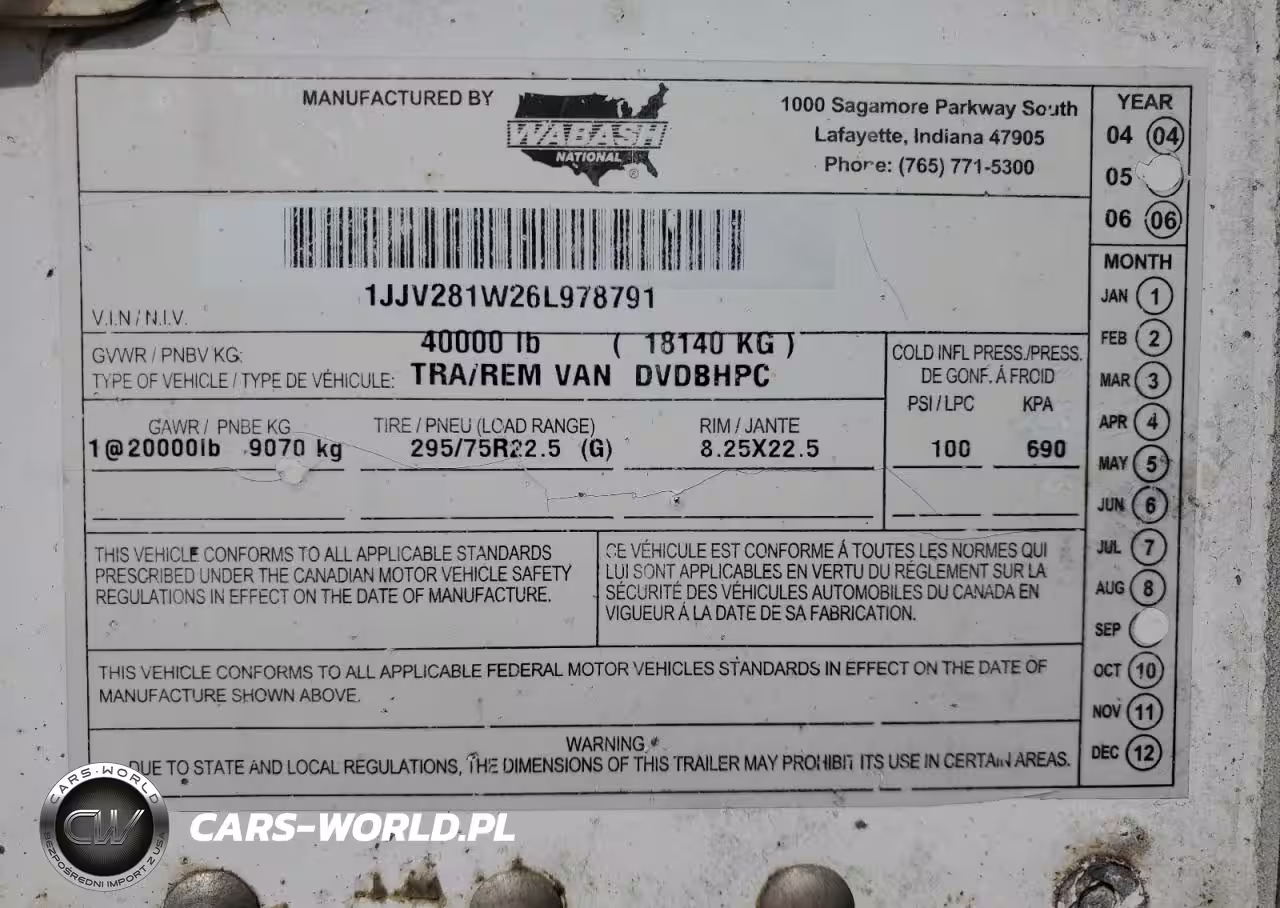 MANUFACTURED BY
WABASH
NATIONAL
®
1000 Sagamore Parkway South
Lafayette, Indiana 47905
Phone: (765) 771-5300
1JJV281W26L978791
V.I.N / N.I.V.
40000 lb ( 18140 KG )
GVWR / PNBV KG:
TYPE OF VEHICLE / TYPE DE VÉHICULE: TRA/REM VAN DVDBHPC
COLD INFL PRESS./PRESS.
DE GONF. À FROID
PSI / LPC KPA
100 690
GAWR / PNBE KG TIRE / PNEU (LOAD RANGE) RIM / JANTE
1@20000lb 9070 kg 295/75R22.5 (G) 8.25X22.5
THIS VEHICLE CONFORMS TO ALL APPLICABLE STANDARDS
PRESCRIBED UNDER THE CANADIAN MOTOR VEHICLE SAFETY
REGULATIONS IN EFFECT ON THE DATE OF MANUFACTURE.
CE VÉHICULE EST CONFORME Á TOUTES LES NORMES QUI
LUI SONT APPLICABLES EN VERTU DU RÉGLEMENT SUR LA
SÉCURITÉ DES VÉHICULES AUTOMOBILES DU CANADA EN
VIGUEUR Á LA DATE DE SA FABRICATION.
THIS VEHICLE CONFORMS TO ALL APPLICABLE FEDERAL MOTOR VEHICLES STANDARDS IN EFFECT ON THE DATE OF
MANUFACTURE SHOWN ABOVE.
WARNING
DUE TO STATE AND LOCAL REGULATIONS, THE DIMENSIONS OF THIS TRAILER MAY PROHIBIT ITS USE IN CERTAIN AREAS.
YEAR
04 04
05
06 06
MONTH
JAN 1
FEB 2
MAR 3
APR 4
MAY 5
JUN 6
JUL 7
AUG 8
SEP
OCT 10
NOV 11
DEC 12
CARS-WORLD
CW
BEZPOŚREDNI IMPORT Z USA
CARS-WORLD.PL